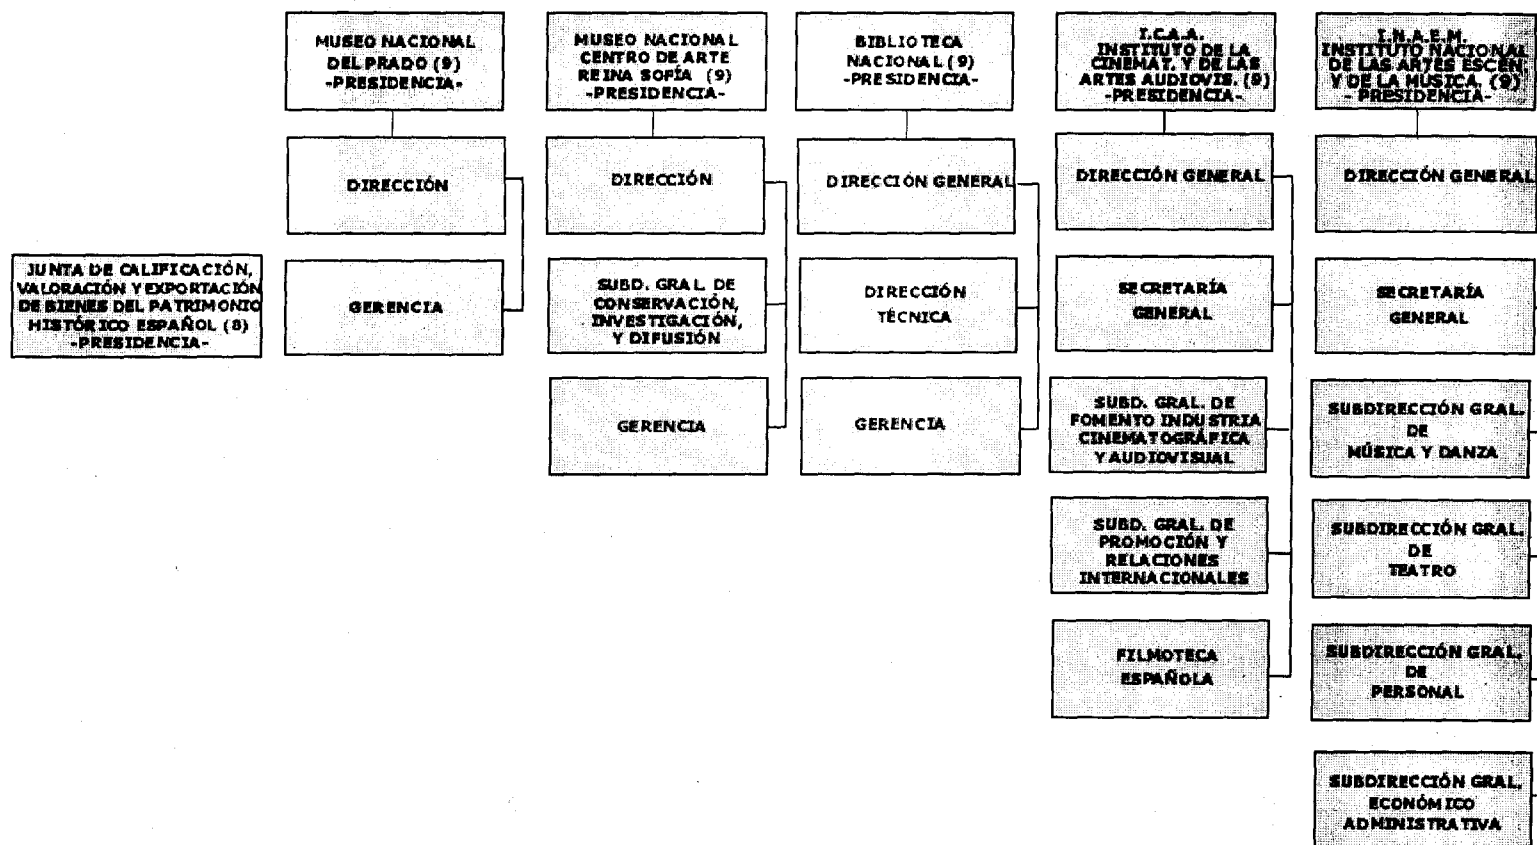 MUSEO NACIONAL
DEL PRADO (9)
-PRESIDENCIA-
MUSEO NACIONAL
CENTRO DE ARTE
REINA SOFÍA (9)
-PRESIDENCIA-
BIBLIOTECA
NACIONAL (9)
-PRESIDENCIA-
I.C.A.A.
INSTITUTO DE LA
CINEMAT. Y DE LAS
ARTES AUDIOVIS. (9)
-PRESIDENCIA-
I.N.A.E.M.
INSTITUTO NACIONAL
DE LAS ARTES ESCÉN.
Y DE LA MUSICA. (9)
- PRESIDENCIA-
DIRECCIÓN
DIRECCIÓN
DIRECCIÓN GENERAL
DIRECCIÓN GENERAL
DIRECCIÓN GENERAL
JUNTA DE CALIFICACIÓN,
VALORACIÓN Y EXPORTACIÓN
DE BIENES DEL PATRIMONIO
HISTÓRICO ESPAÑOL (8)
-PRESIDENCIA-
GERENCIA
SUBD. GRAL. DE
CONSERVACIÓN,
INVESTIGACIÓN,
Y DIFUSIÓN
DIRECCIÓN
TÉCNICA
SECRETARÍA
GENERAL
SECRETARÍA
GENERAL
GERENCIA
GERENCIA
SUBD. GRAL. DE
FOMENTO INDUSTRIA
CINEMATOGRÁFICA
Y AUDIOVISUAL
SUBDIRECCIÓN GRAL.
DE
MÚSICA Y DANZA
SUBD. GRAL. DE
PROMOCIÓN Y
RELACIONES
INTERNACIONALES
SUBDIRECCIÓN GRAL.
DE
TEATRO
FILMOTECA
ESPAÑOLA
SUBDIRECCIÓN GRAL.
DE
PERSONAL
SUBDIRECCIÓN GRAL.
ECONÓMICO
ADMINISTRATIVA